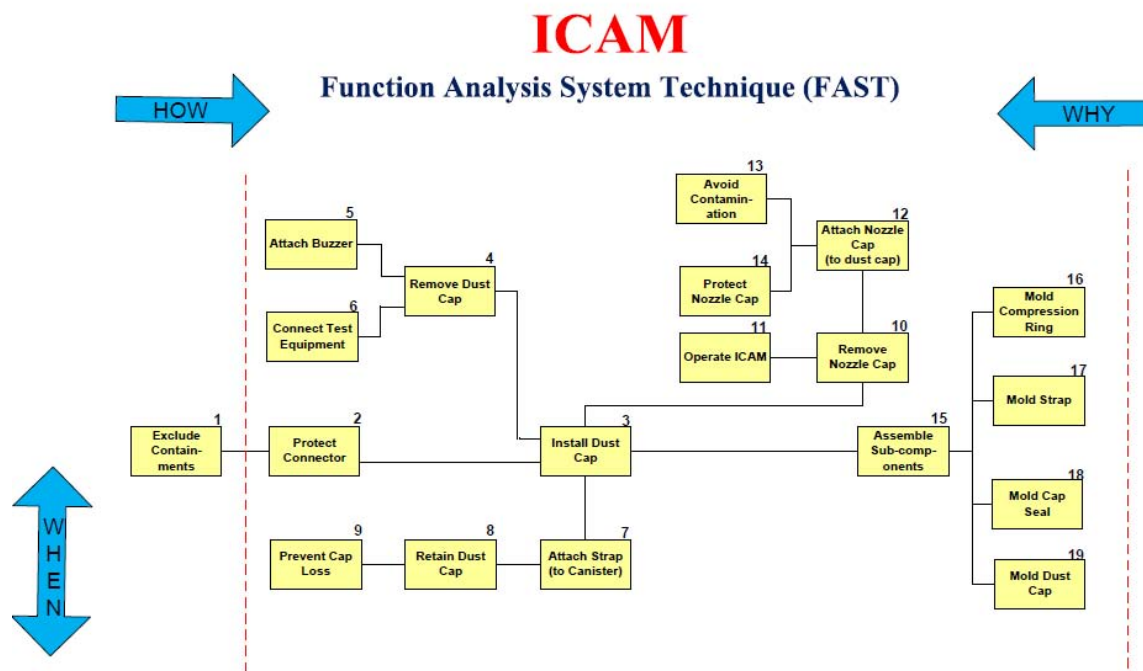 ICAM
Function Analysis System Technique (FAST)
HOW
WHY
13
Avoid
Contamin-
ation
5
Attach Buzzer
12
Attach Nozzle
Cap
(to dust cap)
4
Remove Dust
Cap
14
Protect
Nozzle Cap
16
Mold
Compression
Ring
6
Connect Test
Equipment
11
Operate ICAM
10
Remove
Nozzle Cap
17
Mold Strap
1
Exclude
Contain-
ments
2
Protect
Connector
3
Install Dust
Cap
15
Assemble
Sub-comp-
onents
18
Mold Cap
Seal
WHEN
9
Prevent Cap
Loss
8
Retain Dust
Cap
7
Attach Strap
(to Canister)
19
Mold Dust
Cap